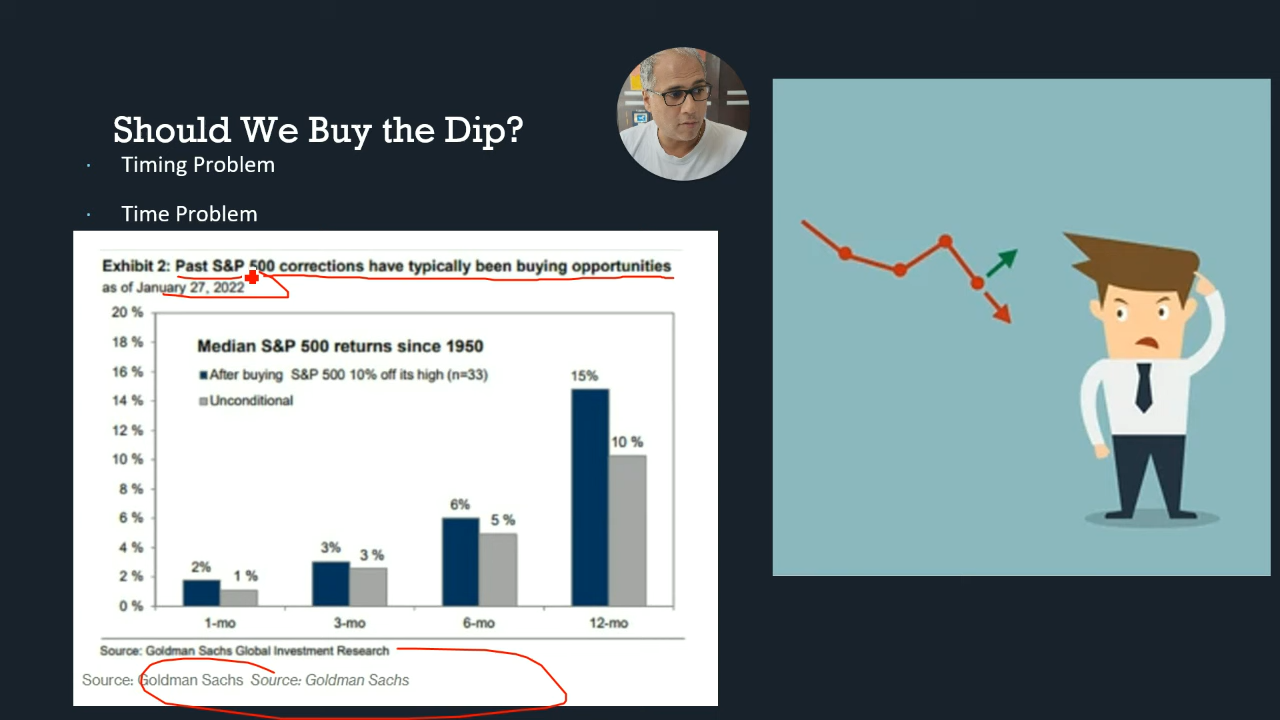 Should We Buy the Dip?
· Timing Problem
· Time Problem
Exhibit 2: Past S&P 500 corrections have typically been buying opportunities
as of January 27, 2022
20 %
18 %
16 %
14 %
12 %
10 %
8 %
6 %
4 %
2 %
0 %
Median S&P 500 returns since 1950
After buying S&P 500 10% off its high (n=33)
Unconditional
2%
1 %
3%
3 %
6%
5 %
15%
10 %
1-mo
3-mo
6-mo
12-mo
Source: Goldman Sachs Global Investment Research
Source: Goldman Sachs Source: Goldman Sachs